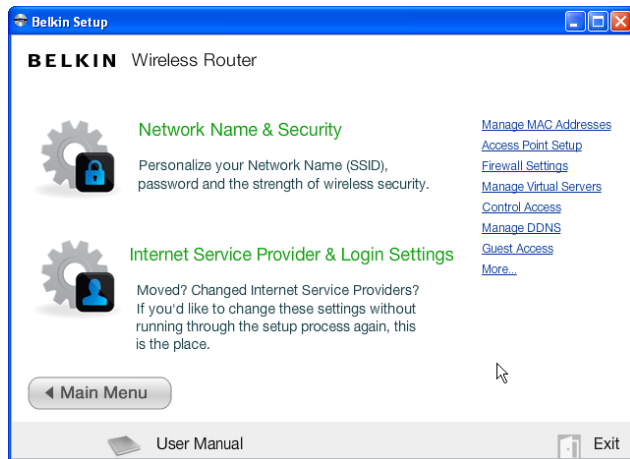 Belkin Setup
BELKIN Wireless Router
Network Name & Security
Personalize your Network Name (SSID),
password and the strength of wireless security.
Internet Service Provider & Login Settings
Moved? Changed Internet Service Providers?
If you'd like to change these settings without
running through the setup process again, this
is the place.
Manage MAC Addresses
Access Point Setup
Firewall Settings
Manage Virtual Servers
Control Access
Manage DDNS
Guest Access
More...
Main Menu
User Manual
Exit